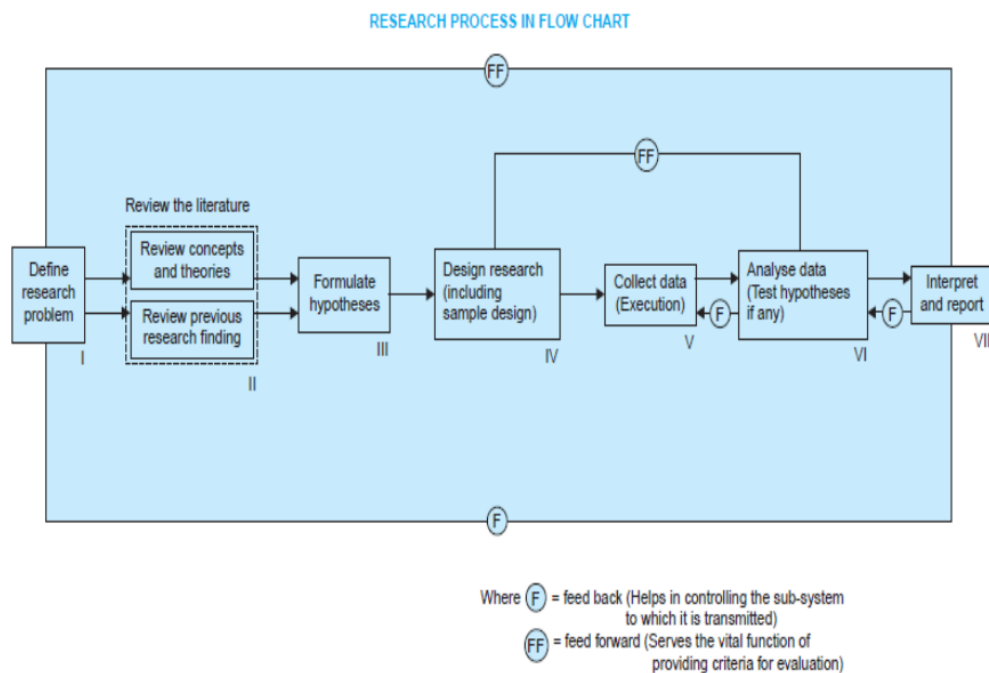 RESEARCH PROCESS IN FLOW CHART
FF
FF
Review the literature
Define
research
problem
I
Review concepts
and theories
Review previous
research finding
II
Formulate
hypotheses
III
Design research
(including
sample design)
IV
Collect data
(Execution)
V
F
Analyse data
(Test hypotheses
if any)
VI
F
Interpret
and report
VII
F
Where F = feed back (Helps in controlling the sub-system
to which it is transmitted)
FF = feed forward (Serves the vital function of
providing criteria for evaluation)